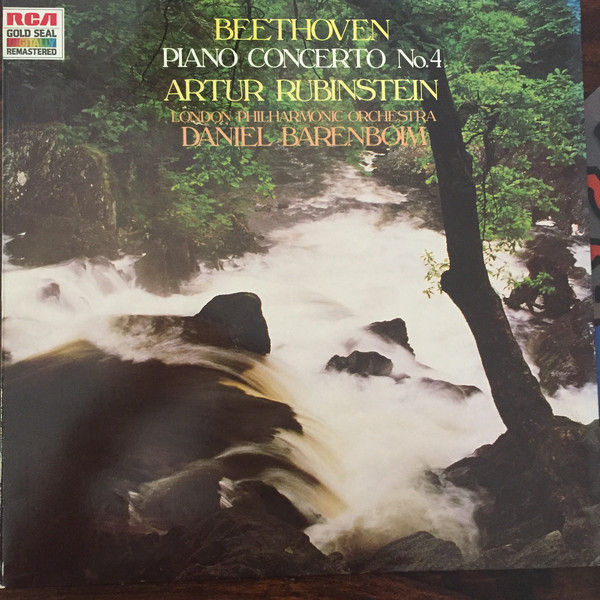 RCA
GOLD SEAL
DIGITALLY
REMASTERED
BEETHOVEN
PIANO CONCERTO No.4
ARTUR RUBINSTEIN
LONDON PHILHARMONIC ORCHESTRA
DANIEL BARENBOIM